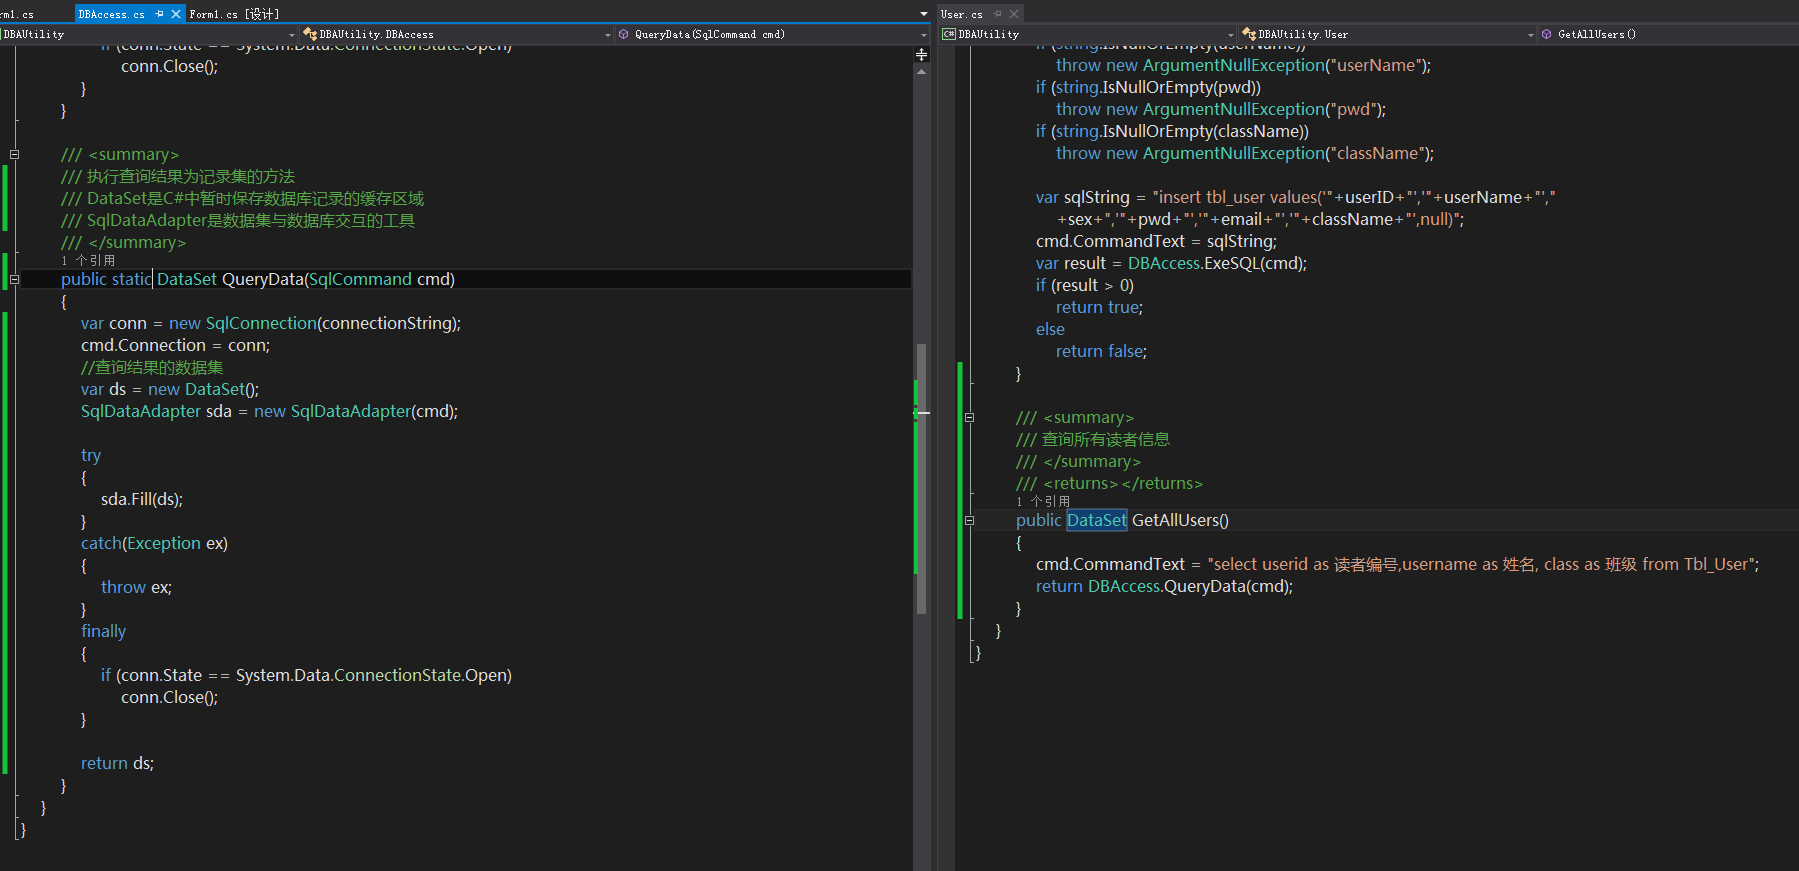 rm1.cs DBAccess.cs Form1.cs [设计]
DBAUtility DBAUtility.DBAccess QueryData(SqlCommand cmd)
if (conn.State == System.Data.ConnectionState.Open)
conn.Close();
}
}
/// <summary>
/// 执行查询结果为记录集的方法
/// DataSet是C#中暂时保存数据库记录的缓存区域
/// SqlDataAdapter是数据集与数据库交互的工具
/// </summary>
1 个引用
public static DataSet QueryData(SqlCommand cmd)
{
var conn = new SqlConnection(connectionString);
cmd.Connection = conn;
//查询结果的数据集
var ds = new DataSet();
SqlDataAdapter sda = new SqlDataAdapter(cmd);
try
{
sda.Fill(ds);
}
catch(Exception ex)
{
throw ex;
}
finally
{
if (conn.State == System.Data.ConnectionState.Open)
conn.Close();
}
return ds;
}
}
}
User.cs
C# DBAUtility DBAUtility.User GetAllUsers()
if (string.IsNullOrEmpty(userName))
throw new ArgumentNullException("userName");
if (string.IsNullOrEmpty(pwd))
throw new ArgumentNullException("pwd");
if (string.IsNullOrEmpty(className))
throw new ArgumentNullException("className");
var sqlString = "insert tbl_user values('"+userID+"','"+userName+"',"
+sex+",'"+pwd+"','"+email+"','"+className+"',null)";
cmd.CommandText = sqlString;
var result = DBAccess.ExeSQL(cmd);
if (result > 0)
return true;
else
return false;
}
/// <summary>
/// 查询所有读者信息
/// </summary>
/// <returns></returns>
1 个引用
public DataSet GetAllUsers()
{
cmd.CommandText = "select userid as 读者编号,username as 姓名, class as 班级 from Tbl_User";
return DBAccess.QueryData(cmd);
}
}
}